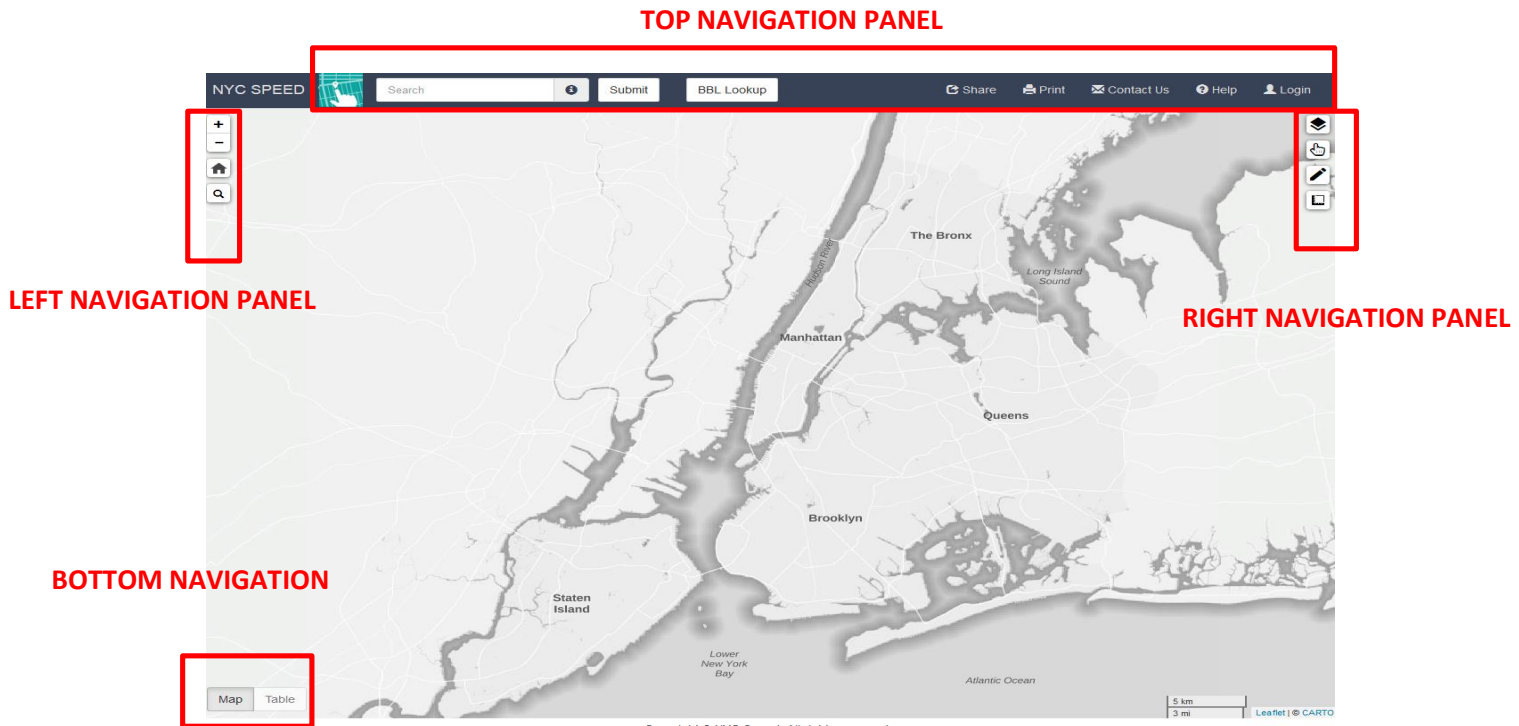 TOP NAVIGATION PANEL
NYC SPEED Search Submit BBL Lookup Share Print Contact Us Help Login
+
−
The Bronx
Hudson River
Long Island
Sound
LEFT NAVIGATION PANEL
RIGHT NAVIGATION PANEL
Manhattan
Queens
Brooklyn
BOTTOM NAVIGATION
Staten
Island
Lower
New York
Bay
Atlantic Ocean
Map Table
5 km
3 mi
Leaflet | © CARTO